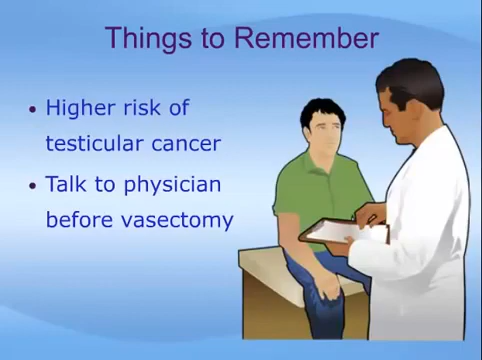 Things to Remember
• Higher risk of
testicular cancer
• Talk to physician
before vasectomy